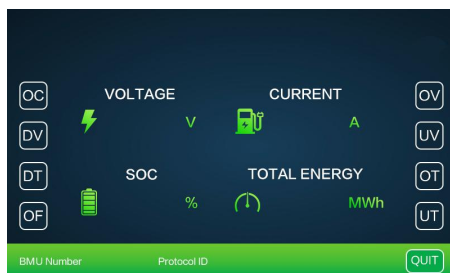 OC
VOLTAGE
CURRENT
OV
DV
V
A
UV
DT
SOC
TOTAL ENERGY
OT
OF
%
MWh
UT
BMU Number
Protocol ID
QUIT